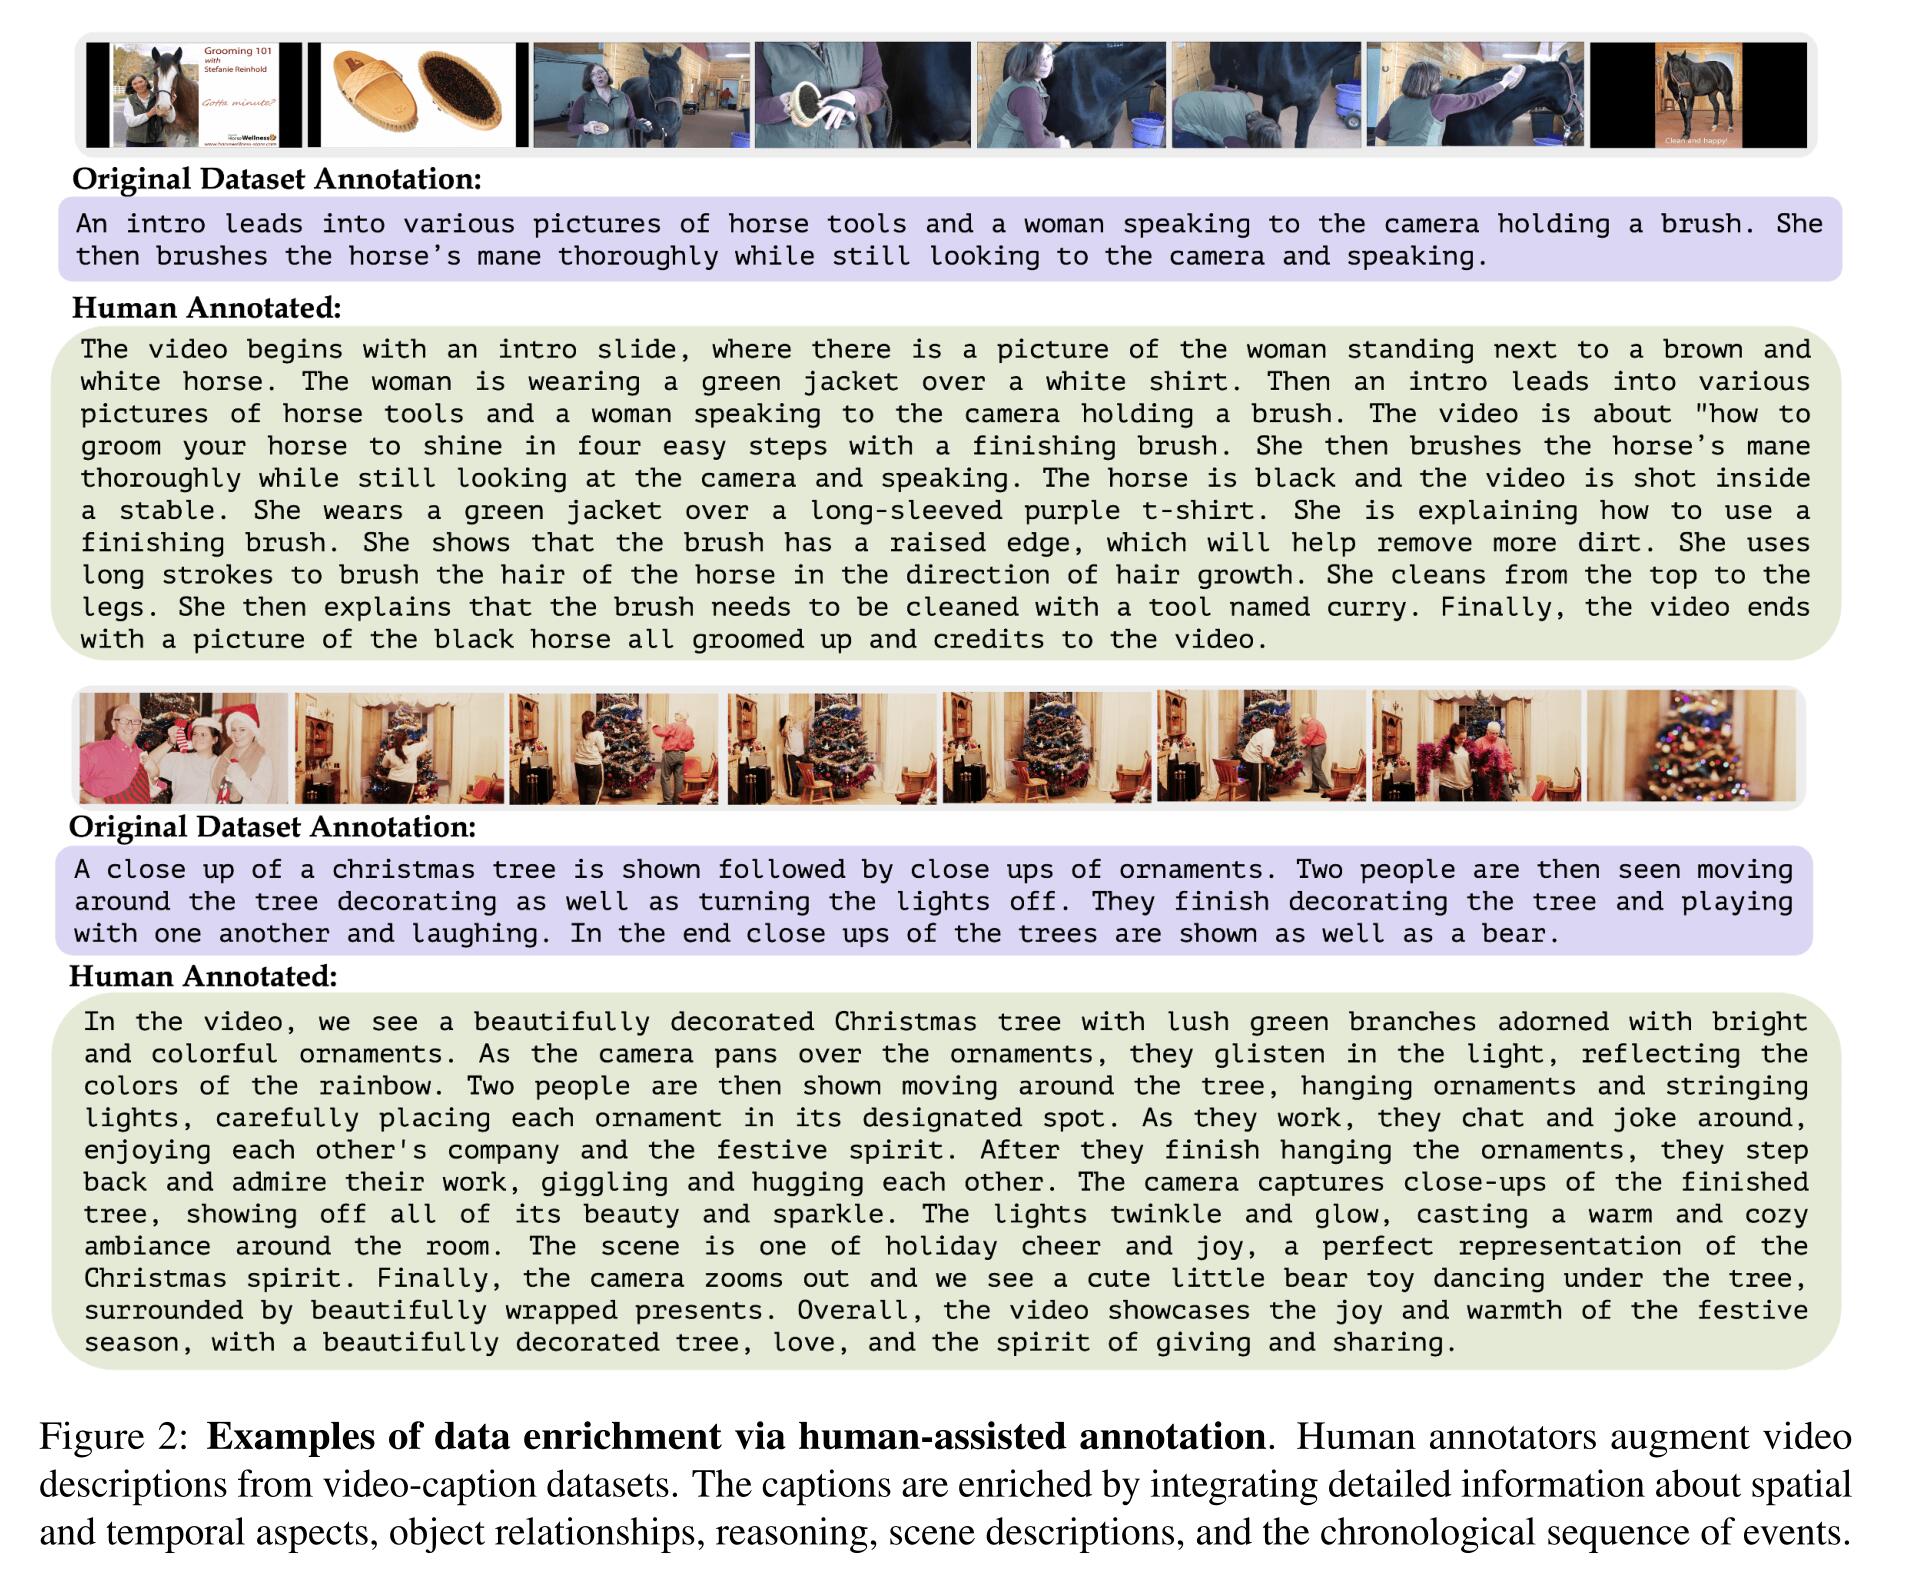 Grooming 101
with
Stefanie Reinhold
Gotta minute?
HorseWellness
Clean and happy!
Original Dataset Annotation:
An intro leads into various pictures of horse tools and a woman speaking to the camera holding a brush. She
then brushes the horse’s mane thoroughly while still looking to the camera and speaking.
Human Annotated:
The video begins with an intro slide, where there is a picture of the woman standing next to a brown and
white horse. The woman is wearing a green jacket over a white shirt. Then an intro leads into various
pictures of horse tools and a woman speaking to the camera holding a brush. The video is about "how to
groom your horse to shine in four easy steps with a finishing brush. She then brushes the horse’s mane
thoroughly while still looking at the camera and speaking. The horse is black and the video is shot inside
a stable. She wears a green jacket over a long-sleeved purple t-shirt. She is explaining how to use a
finishing brush. She shows that the brush has a raised edge, which will help remove more dirt. She uses
long strokes to brush the hair of the horse in the direction of hair growth. She cleans from the top to the
legs. She then explains that the brush needs to be cleaned with a tool named curry. Finally, the video ends
with a picture of the black horse all groomed up and credits to the video.
Original Dataset Annotation:
A close up of a christmas tree is shown followed by close ups of ornaments. Two people are then seen moving
around the tree decorating as well as turning the lights off. They finish decorating the tree and playing
with one another and laughing. In the end close ups of the trees are shown as well as a bear.
Human Annotated:
In the video, we see a beautifully decorated Christmas tree with lush green branches adorned with bright
and colorful ornaments. As the camera pans over the ornaments, they glisten in the light, reflecting the
colors of the rainbow. Two people are then shown moving around the tree, hanging ornaments and stringing
lights, carefully placing each ornament in its designated spot. As they work, they chat and joke around,
enjoying each other's company and the festive spirit. After they finish hanging the ornaments, they step
back and admire their work, giggling and hugging each other. The camera captures close-ups of the finished
tree, showing off all of its beauty and sparkle. The lights twinkle and glow, casting a warm and cozy
ambiance around the room. The scene is one of holiday cheer and joy, a perfect representation of the
Christmas spirit. Finally, the camera zooms out and we see a cute little bear toy dancing under the tree,
surrounded by beautifully wrapped presents. Overall, the video showcases the joy and warmth of the festive
season, with a beautifully decorated tree, love, and the spirit of giving and sharing.
Figure 2: Examples of data enrichment via human-assisted annotation. Human annotators augment video
descriptions from video-caption datasets. The captions are enriched by integrating detailed information about spatial
and temporal aspects, object relationships, reasoning, scene descriptions, and the chronological sequence of events.